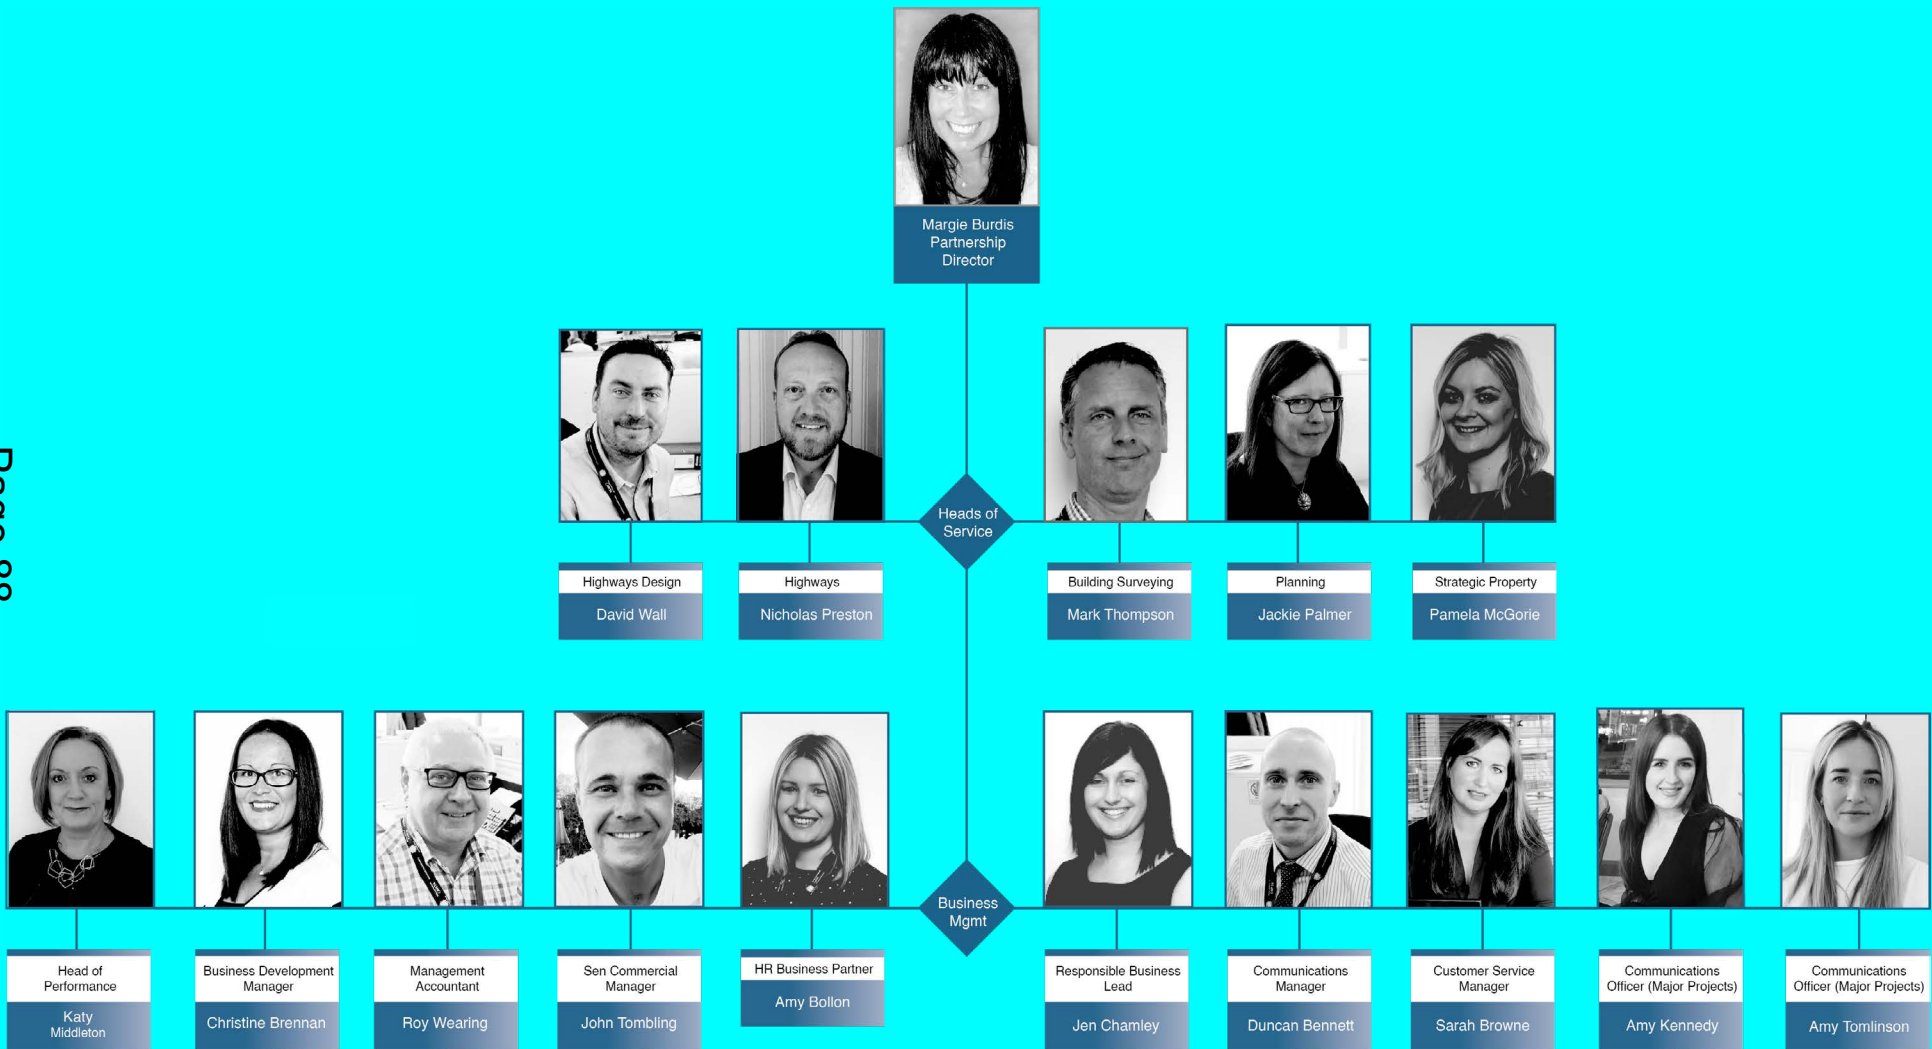 Margie Burdis
Partnership
Director
Heads of
Service
Highways Design
David Wall
Highways
Nicholas Preston
Building Surveying
Mark Thompson
Planning
Jackie Palmer
Strategic Property
Pamela McGorie
Business
Mgmt
Head of
Performance
Katy
Middleton
Business Development
Manager
Christine Brennan
Management
Accountant
Roy Wearing
Sen Commercial
Manager
John Tombling
HR Business Partner
Amy Bollon
Responsible Business
Lead
Jen Chamley
Communications
Manager
Duncan Bennett
Customer Service
Manager
Sarah Browne
Communications
Officer (Major Projects)
Amy Kennedy
Communications
Officer (Major Projects)
Amy Tomlinson